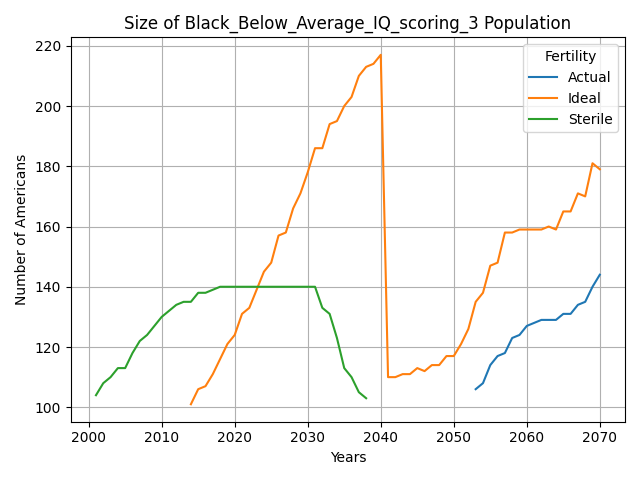 Size of Black_Below_Average_IQ_scoring_3 Population
Number of Americans
220
200
180
160
140
120
100
Fertility
Actual
Ideal
Sterile
2000 2010 2020 2030 2040 2050 2060 2070
Years